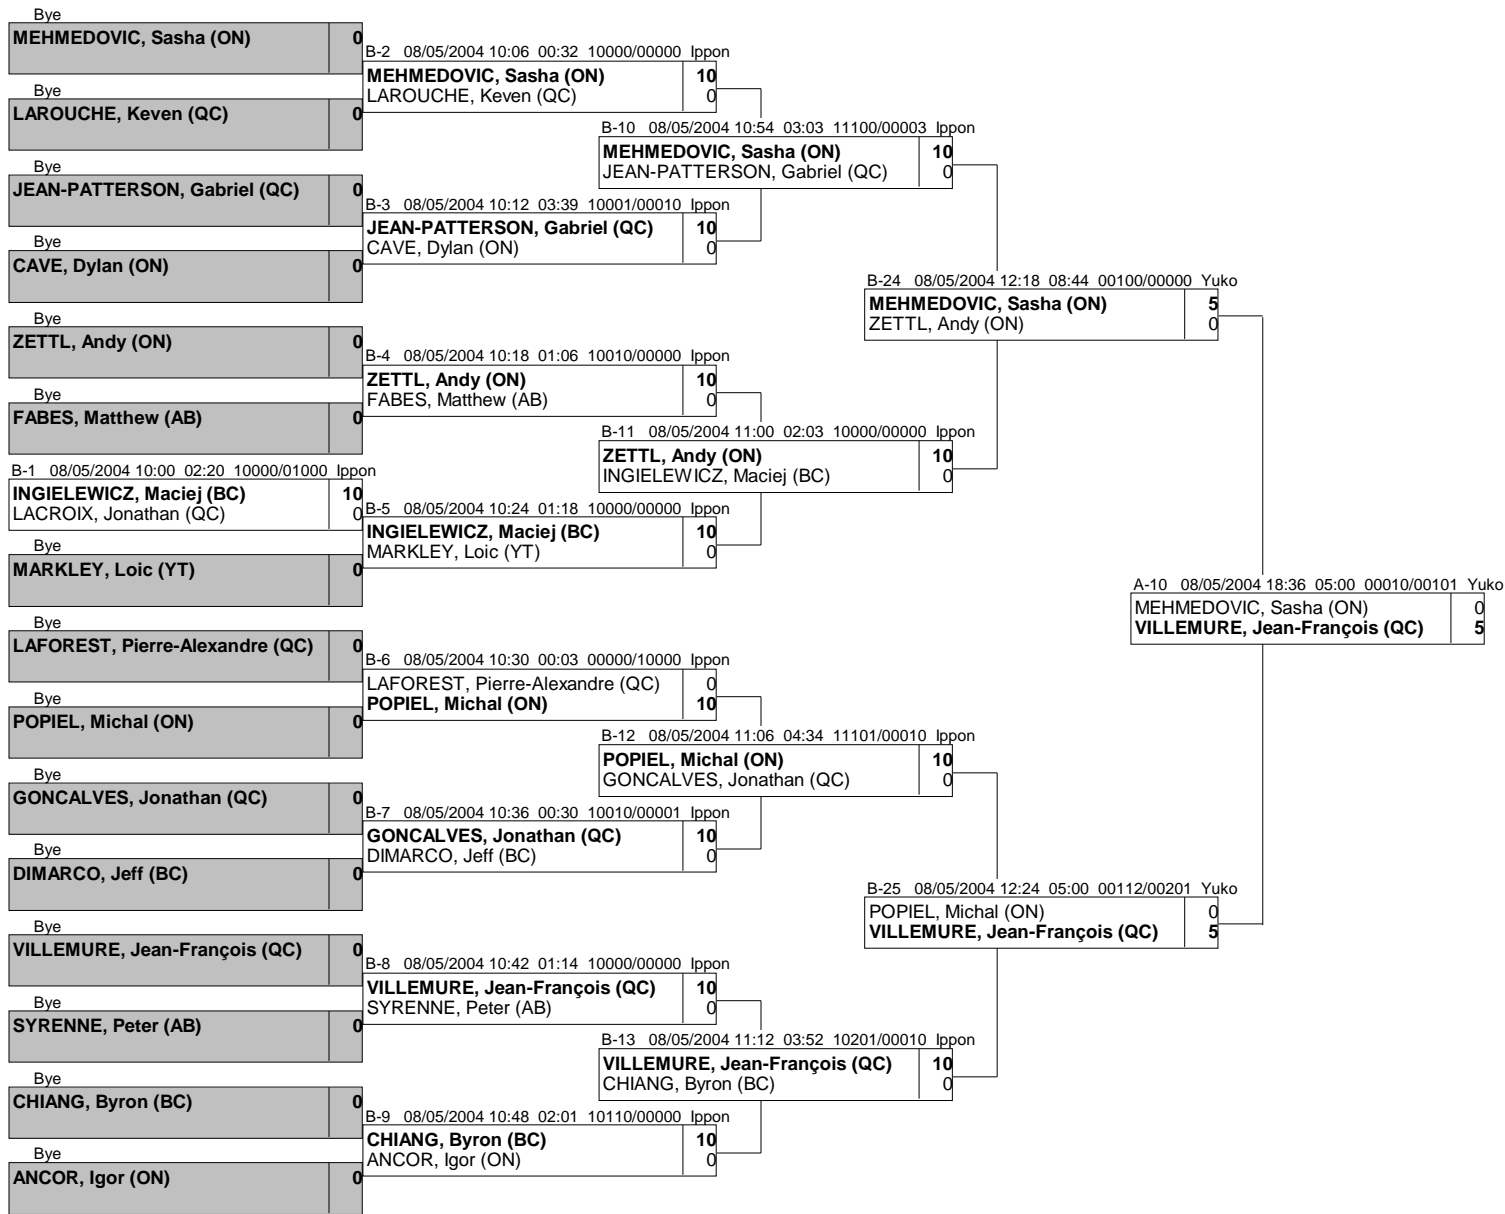 Bye
MEHMEDOVIC, Sasha (ON) 0
Bye
LAROUCHE, Keven (QC) 0
Bye
JEAN-PATTERSON, Gabriel (QC) 0
Bye
CAVE, Dylan (ON) 0
Bye
ZETTL, Andy (ON) 0
Bye
FABES, Matthew (AB) 0
B-1 08/05/2004 10:00 02:20 10000/01000 Ippon
INGIELEWICZ, Maciej (BC) 10
LACROIX, Jonathan (QC) 0
Bye
MARKLEY, Loic (YT) 0
Bye
LAFOREST, Pierre-Alexandre (QC) 0
Bye
POPIEL, Michal (ON) 0
Bye
GONCALVES, Jonathan (QC) 0
Bye
DIMARCO, Jeff (BC) 0
Bye
VILLEMURE, Jean-François (QC) 0
Bye
SYRENNE, Peter (AB) 0
Bye
CHIANG, Byron (BC) 0
Bye
ANCOR, Igor (ON) 0
B-2 08/05/2004 10:06 00:32 10000/00000 Ippon
MEHMEDOVIC, Sasha (ON) 10
LAROUCHE, Keven (QC) 0
B-3 08/05/2004 10:12 03:39 10001/00010 Ippon
JEAN-PATTERSON, Gabriel (QC) 10
CAVE, Dylan (ON) 0
B-4 08/05/2004 10:18 01:06 10010/00000 Ippon
ZETTL, Andy (ON) 10
FABES, Matthew (AB) 0
B-5 08/05/2004 10:24 01:18 10000/00000 Ippon
INGIELEWICZ, Maciej (BC) 10
MARKLEY, Loic (YT) 0
B-6 08/05/2004 10:30 00:03 00000/10000 Ippon
LAFOREST, Pierre-Alexandre (QC) 0
POPIEL, Michal (ON) 10
B-7 08/05/2004 10:36 00:30 10010/00001 Ippon
GONCALVES, Jonathan (QC) 10
DIMARCO, Jeff (BC) 0
B-8 08/05/2004 10:42 01:14 10000/00000 Ippon
VILLEMURE, Jean-François (QC) 10
SYRENNE, Peter (AB) 0
B-9 08/05/2004 10:48 02:01 10110/00000 Ippon
CHIANG, Byron (BC) 10
ANCOR, Igor (ON) 0
B-10 08/05/2004 10:54 03:03 11100/00003 Ippon
MEHMEDOVIC, Sasha (ON) 10
JEAN-PATTERSON, Gabriel (QC) 0
B-11 08/05/2004 11:00 02:03 10000/00000 Ippon
ZETTL, Andy (ON) 10
INGIELEWICZ, Maciej (BC) 0
B-12 08/05/2004 11:06 04:34 11101/00010 Ippon
POPIEL, Michal (ON) 10
GONCALVES, Jonathan (QC) 0
B-13 08/05/2004 11:12 03:52 10201/00010 Ippon
VILLEMURE, Jean-François (QC) 10
CHIANG, Byron (BC) 0
B-24 08/05/2004 12:18 08:44 00100/00000 Yuko
MEHMEDOVIC, Sasha (ON) 5
ZETTL, Andy (ON) 0
B-25 08/05/2004 12:24 05:00 00112/00201 Yuko
POPIEL, Michal (ON) 0
VILLEMURE, Jean-François (QC) 5
A-10 08/05/2004 18:36 05:00 00010/00101 Yuko
MEHMEDOVIC, Sasha (ON) 0
VILLEMURE, Jean-François (QC) 5